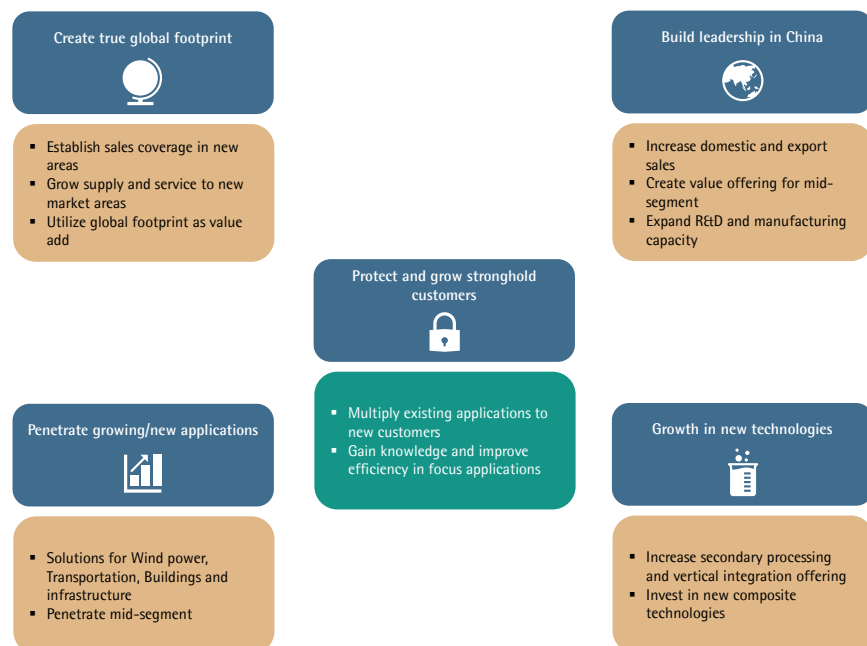 Create true global footprint
▪ Establish sales coverage in new
areas
▪ Grow supply and service to new
market areas
▪ Utilize global footprint as value
add
Build leadership in China
▪ Increase domestic and export
sales
▪ Create value offering for mid-
segment
▪ Expand R&D and manufacturing
capacity
Protect and grow stronghold
customers
▪ Multiply existing applications to
new customers
▪ Gain knowledge and improve
efficiency in focus applications
Penetrate growing/new applications
▪ Solutions for Wind power,
Transportation, Buildings and
infrastructure
▪ Penetrate mid-segment
Growth in new technologies
▪ Increase secondary processing
and vertical integration offering
▪ Invest in new composite
technologies